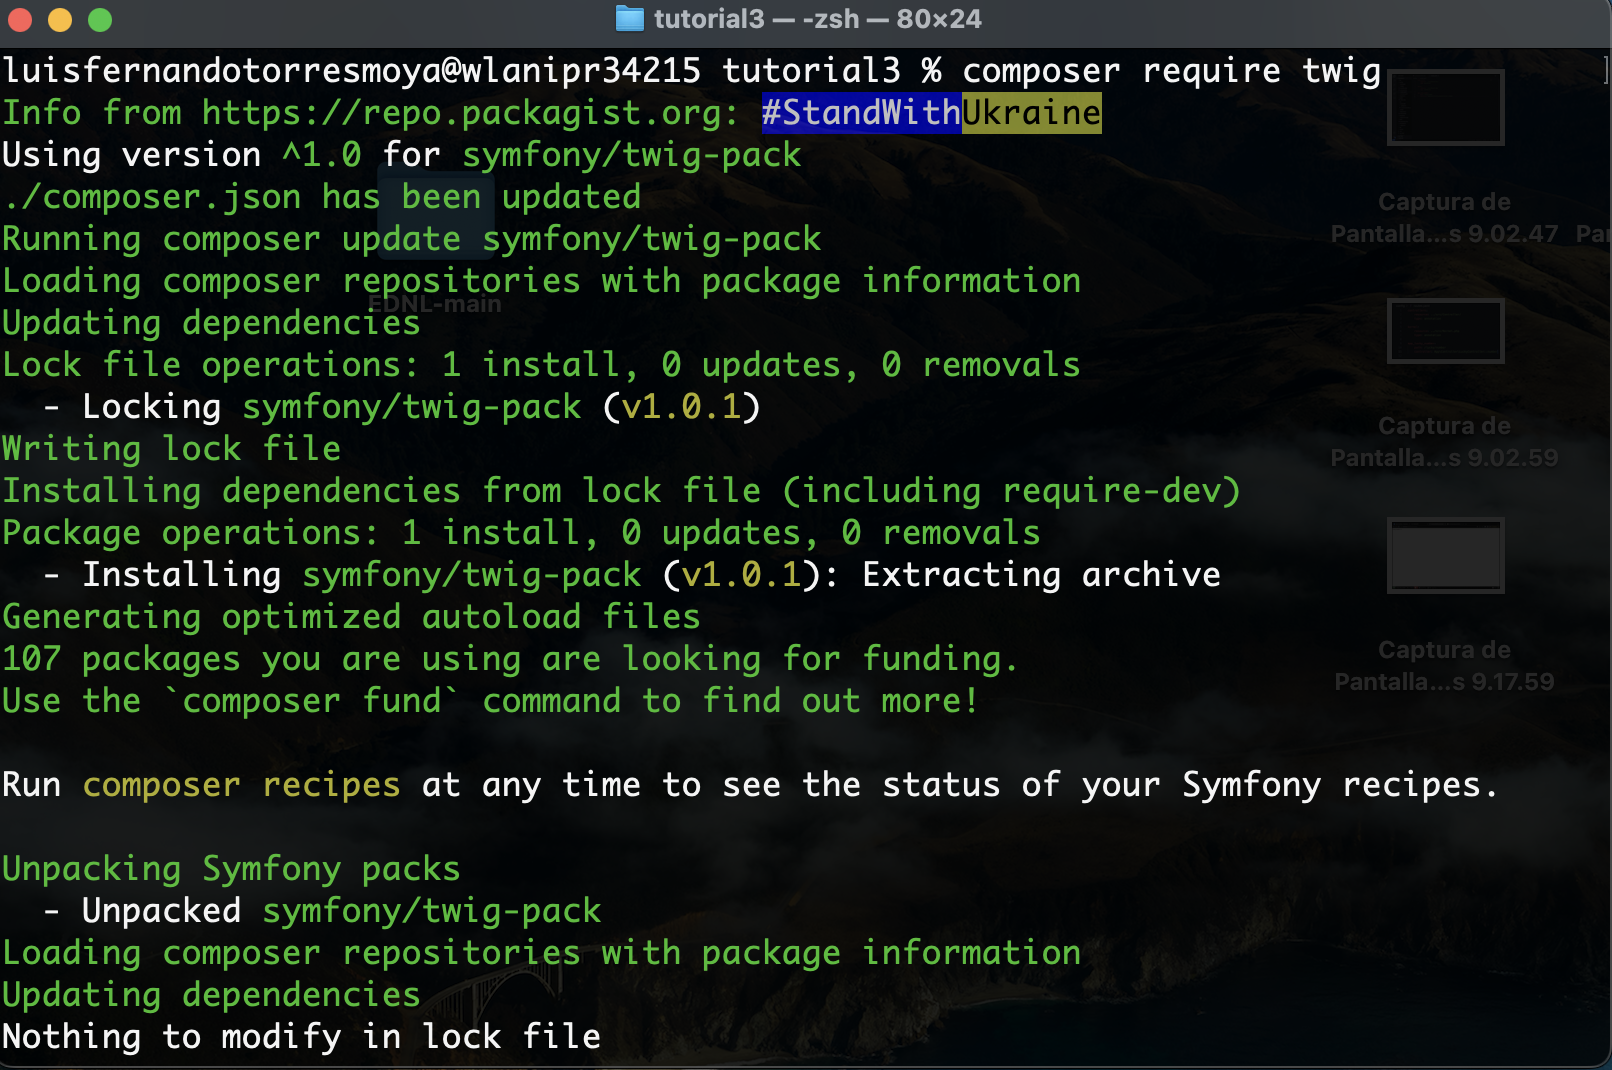 tutorial3 — -zsh — 80×24
luisfernandotorresmoya@wlanipr34215 tutorial3 % composer require twig
Info from https://repo.packagist.org: #StandWithUkraine
Using version ^1.0 for symfony/twig-pack
./composer.json has been updated
Running composer update symfony/twig-pack
Loading composer repositories with package information
Updating dependencies
Lock file operations: 1 install, 0 updates, 0 removals
  - Locking symfony/twig-pack (v1.0.1)
Writing lock file
Installing dependencies from lock file (including require-dev)
Package operations: 1 install, 0 updates, 0 removals
  - Installing symfony/twig-pack (v1.0.1): Extracting archive
Generating optimized autoload files
107 packages you are using are looking for funding.
Use the `composer fund` command to find out more!
Run composer recipes at any time to see the status of your Symfony recipes.
Unpacking Symfony packs
  - Unpacked symfony/twig-pack
Loading composer repositories with package information
Updating dependencies
Nothing to modify in lock file
EDNL-main
Captura de
Pantalla...s 9.02.47
Captura de
Pantalla...s 9.02.59
Captura de
Pantalla...s 9.17.59